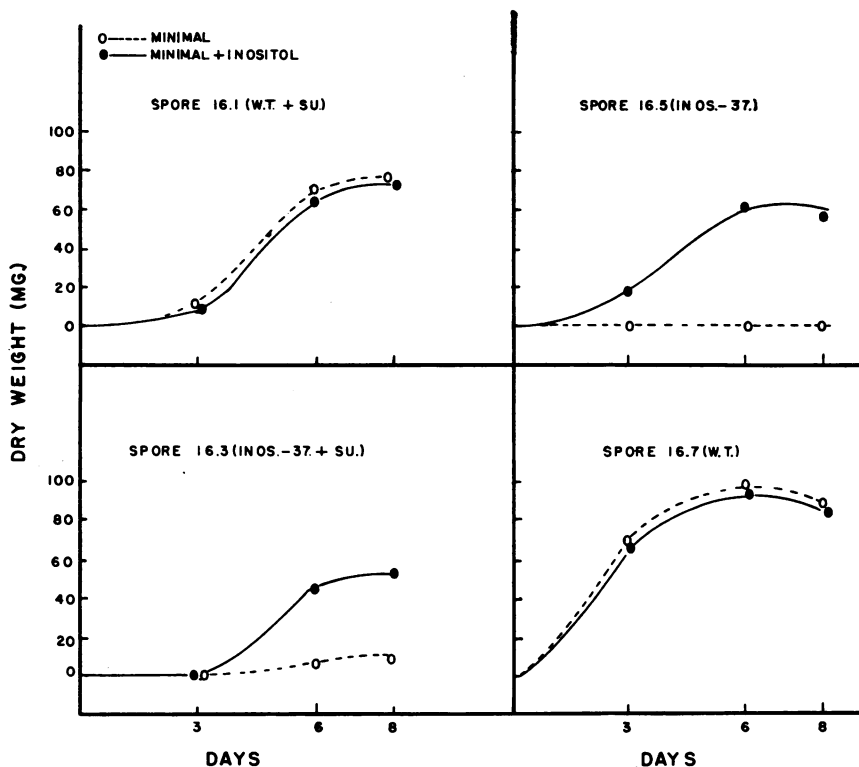 MINIMAL
MINIMAL + INOSITOL
SPORE 16.1 (W.T. + SU.)
100
80
60
40
20
0
SPORE 16.5 (INOS.-37.)
DRY WEIGHT (MG.)
SPORE 16.3 (INOS.-37. + SU.)
100
80
60
40
20
0
3
6
8
DAYS
SPORE 16.7 (W.T.)
3
6
8
DAYS